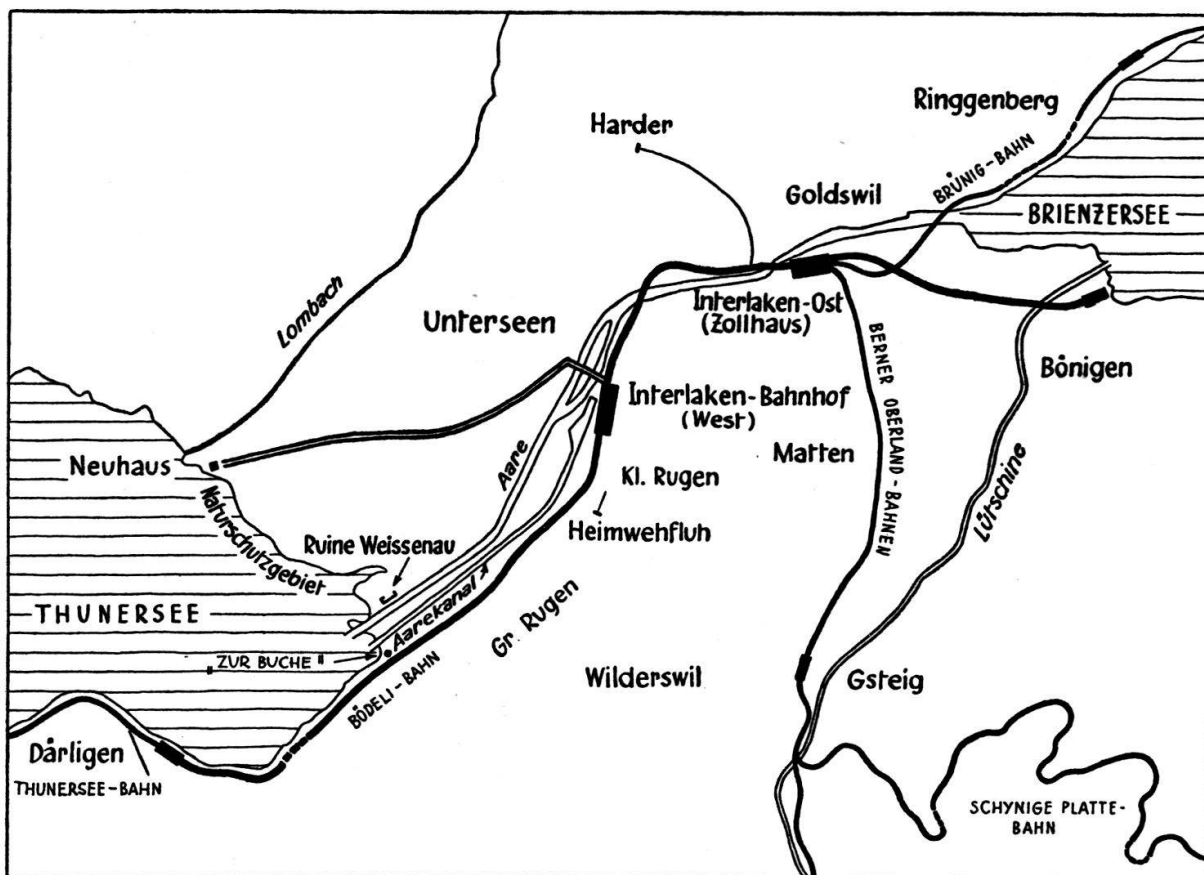 Ringgenberg
Harder
BRÜNIG-BAHN
Goldswil
BRIENZERSEE
Lombach
Unterseen
Interlaken-Ost
(Zollhaus)
Bönigen
Interlaken-Bahnhof
(West)
BERNER OBERLAND-BAHNEN
Matten
Neuhaus
Aare
Kl. Rugen
Lütschine
Naturschutzgebiet
Heimwehfluh
Ruine Weissenau
THUNERSEE
Aarekanal
Gr. Rugen
"ZUR BUCHE"
BÖDELI-BAHN
Wilderswil
Gsteig
Därligen
THUNERSEE-BAHN
SCHYNIGE PLATTE-
BAHN